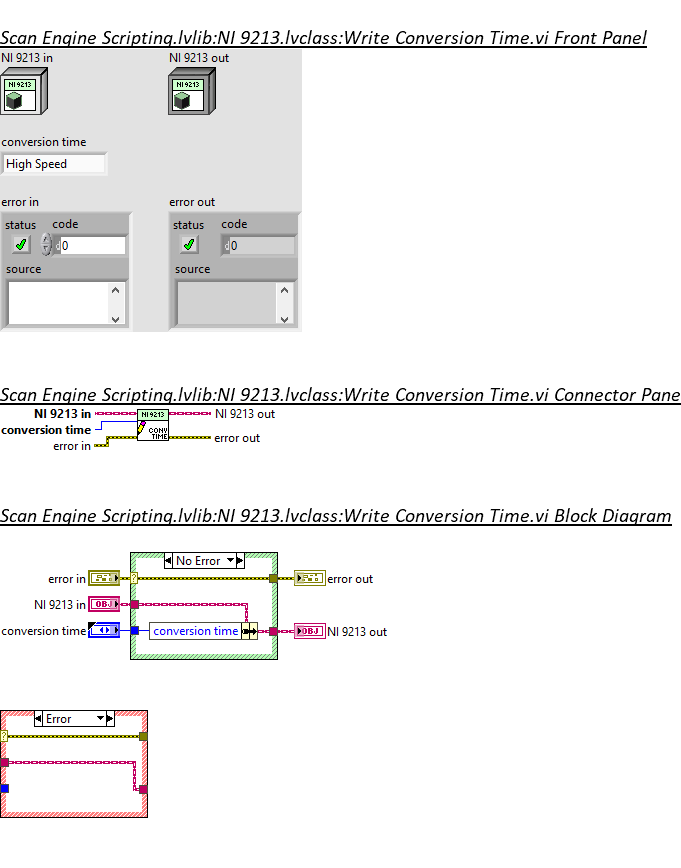 Scan Engine Scripting.lvlib:NI 9213.lvclass:Write Conversion Time.vi Front Panel
NI 9213 in NI 9213 out
NI 9213 NI 9213
conversion time
High Speed
error in error out
status code status code
d 0 d 0
source source
Scan Engine Scripting.lvlib:NI 9213.lvclass:Write Conversion Time.vi Connector Pane
NI 9213 in NI 9213 NI 9213 out
conversion time CONV
TIME error out
error in
Scan Engine Scripting.lvlib:NI 9213.lvclass:Write Conversion Time.vi Block Diagram
No Error
error in ? error out
NI 9213 in OBJ
conversion time conversion time OBJ NI 9213 out
Error
?